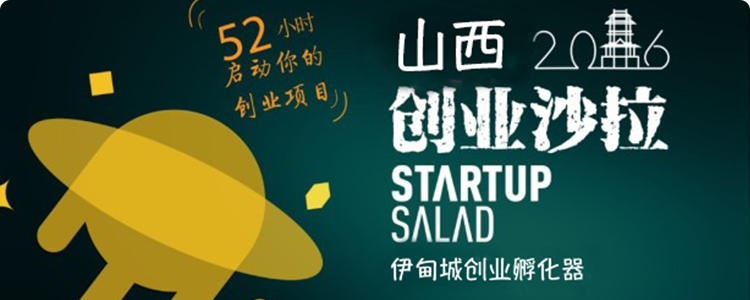 52小时
启动你的
创业项目
山西 2016
创业沙拉
STARTUP
SALAD
伊甸城创业孵化器